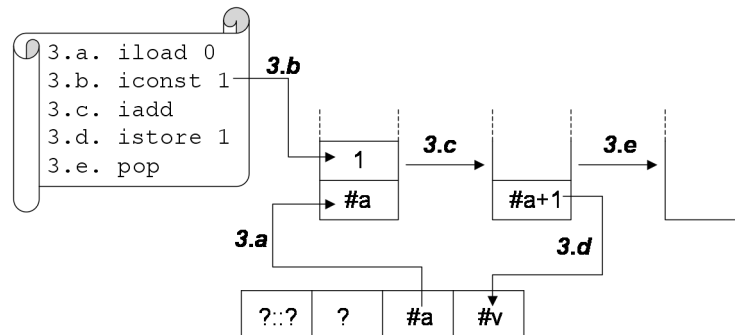 3.a. iload 0
3.b. iconst 1
3.c. iadd
3.d. istore 1
3.e. pop
3.b
1
#a
3.c
#a+1
3.e
3.a
3.d
?::? ? #a #v